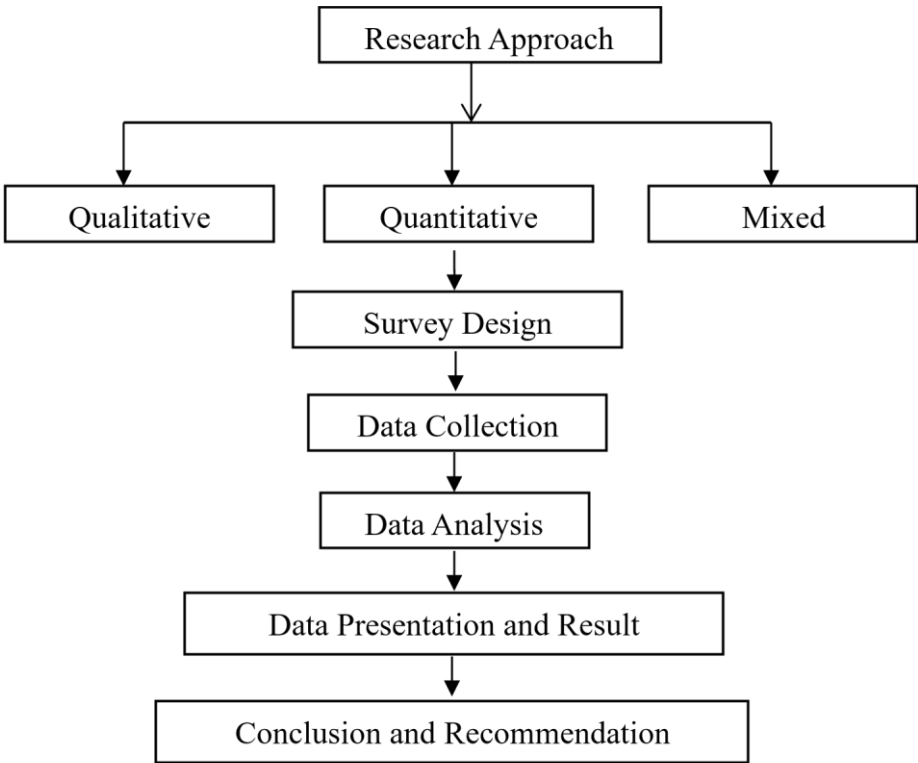 Research Approach
Qualitative
Quantitative
Mixed
Survey Design
Data Collection
Data Analysis
Data Presentation and Result
Conclusion and Recommendation